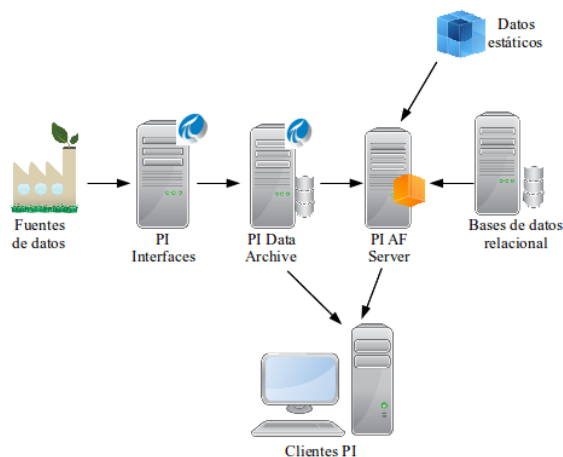 Datos
estáticos
Fuentes
de datos
PI
Interfaces
PI Data
Archive
PI AF
Server
Bases de datos
relacional
Clientes PI